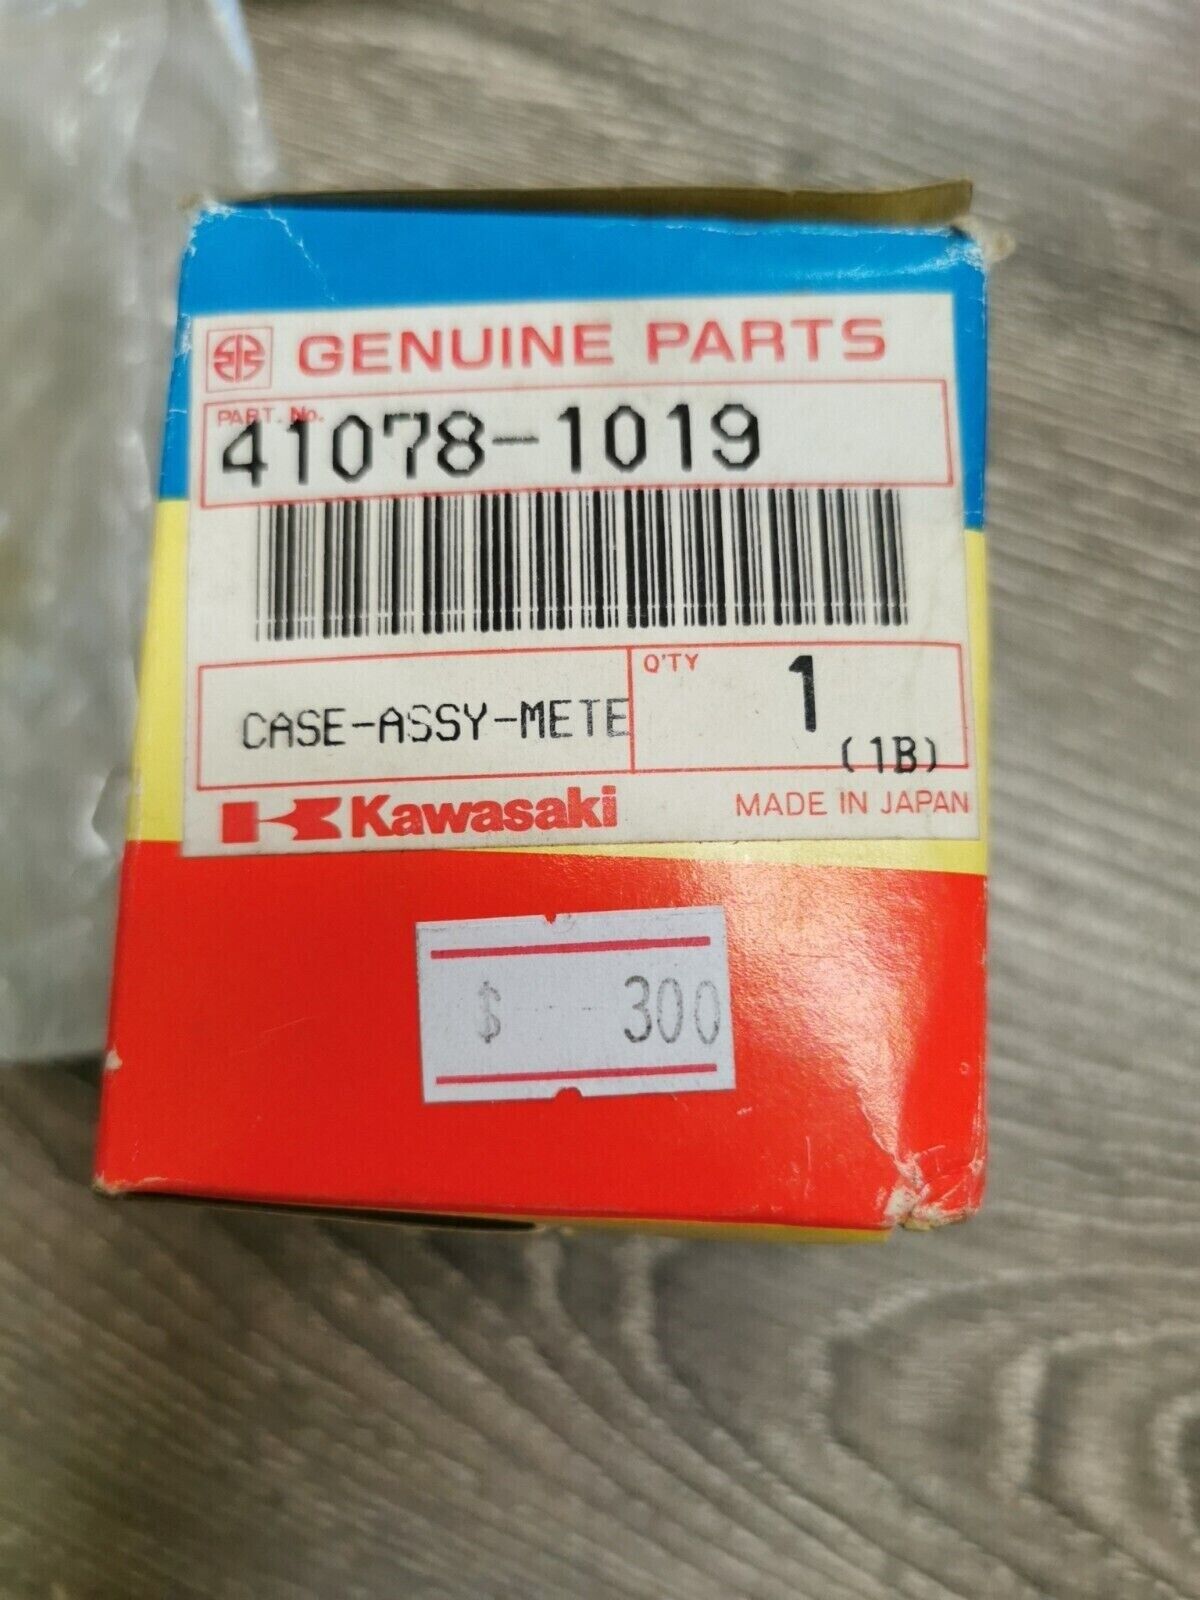 GENUINE PARTS
PART. No.
41078-1019
CASE-ASSY-METE
Q'TY
1
(1B)
Kawasaki
MADE IN JAPAN
$ 300